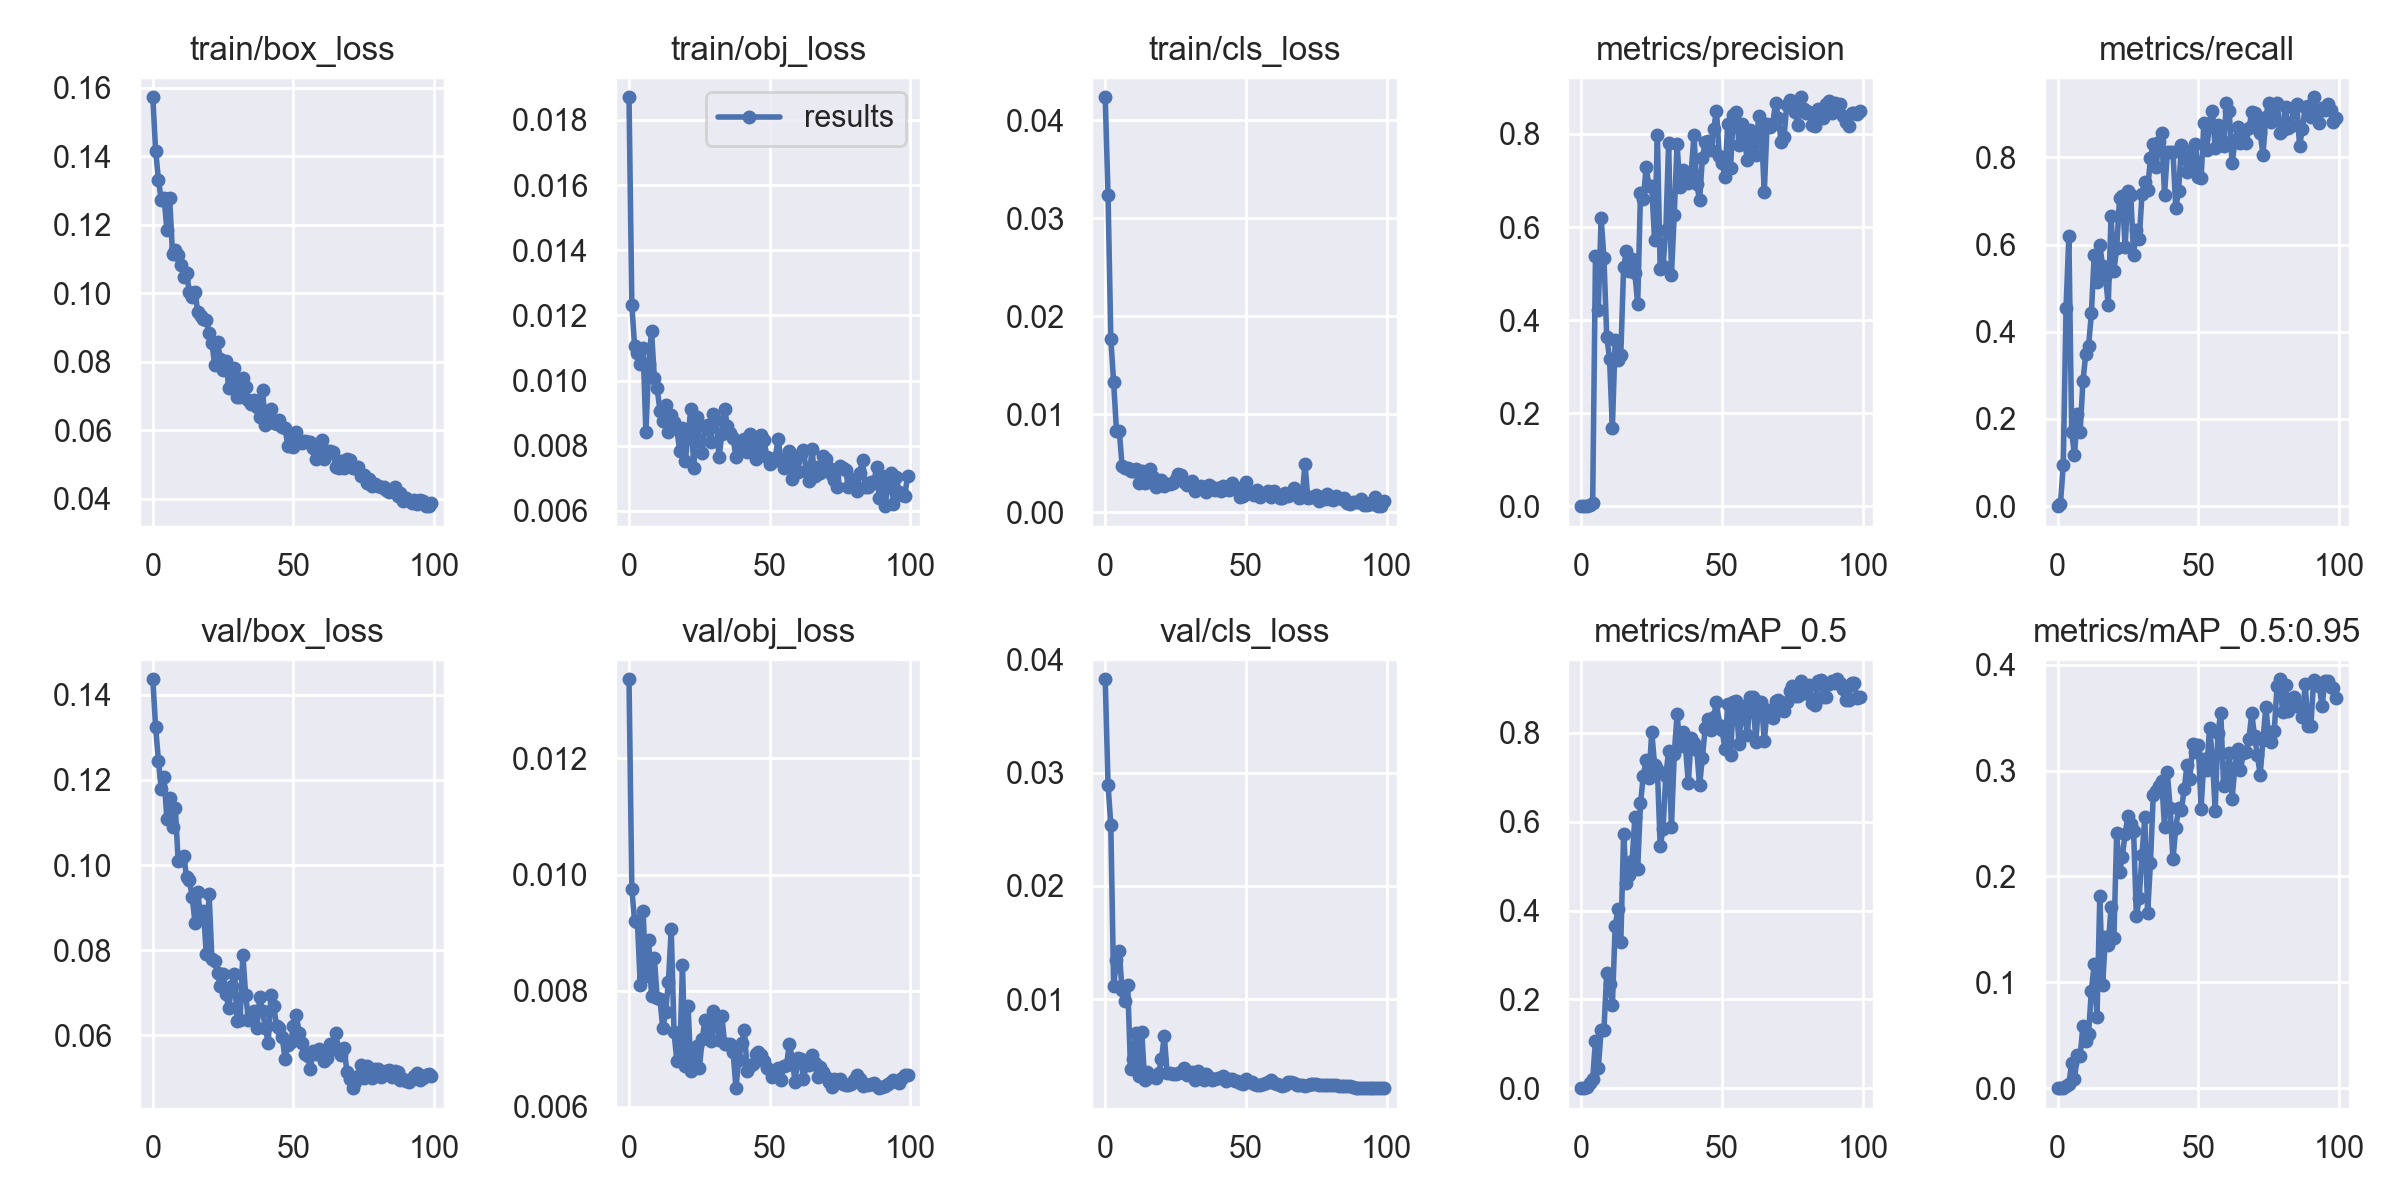 train/box_loss
0.16
0.14
0.12
0.10
0.08
0.06
0.04
0 50 100
train/obj_loss
results
0.018
0.016
0.014
0.012
0.010
0.008
0.006
0 50 100
train/cls_loss
0.04
0.03
0.02
0.01
0.00
0 50 100
metrics/precision
0.8
0.6
0.4
0.2
0.0
0 50 100
metrics/recall
0.8
0.6
0.4
0.2
0.0
0 50 100
val/box_loss
0.14
0.12
0.10
0.08
0.06
0 50 100
val/obj_loss
0.012
0.010
0.008
0.006
0 50 100
val/cls_loss
0.04
0.03
0.02
0.01
0 50 100
metrics/mAP_0.5
0.8
0.6
0.4
0.2
0.0
0 50 100
metrics/mAP_0.5:0.95
0.4
0.3
0.2
0.1
0.0
0 50 100